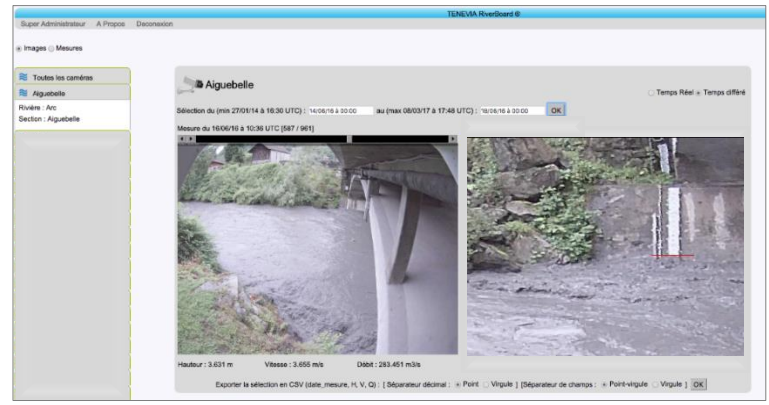 TENEVIA RiverBoard ©
Super Administrateur A Propos Deconexion
Images Mesures
Toutes les caméras
Aiguebelle
Rivière : Arc
Section : Aiguebelle
Aiguebelle
Temps Réel Temps différé
Sélection du (min 27/01/14 à 16:30 UTC) : 14/06/16 à 00:00 au (max 08/03/17 à 17:48 UTC) : 18/06/16 à 00:00 OK
Mesure du 16/06/16 à 10:36 UTC [587 / 961]
Hauteur : 3.631 m Vitesse : 3.655 m/s Débit : 283.451 m3/s
Exporter la sélection en CSV (date_mesure, H, V, Q) : [ Séparateur décimal : Point Virgule ] [Séparateur de champs : Point-virgule Virgule ] OK